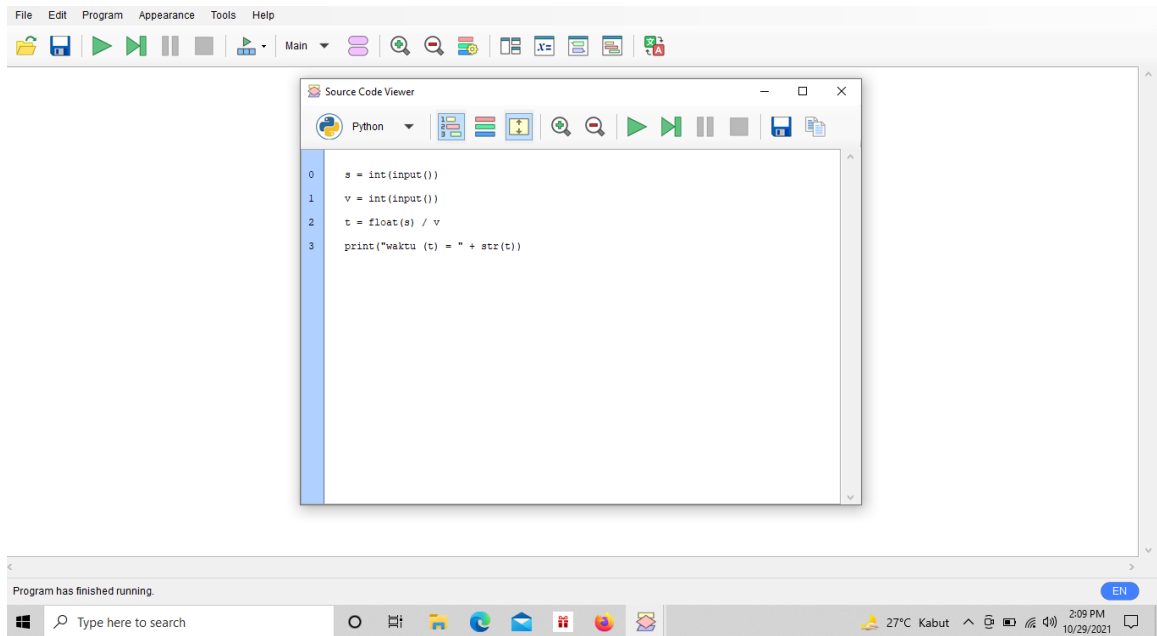 File Edit Program Appearance Tools Help
Main
Source Code Viewer
Python
0 s = int(input())
1 v = int(input())
2 t = float(s) / v
3 print("waktu (t) = " + str(t))
Program has finished running.
EN
Type here to search
27°C Kabut
2:09 PM
10/29/2021